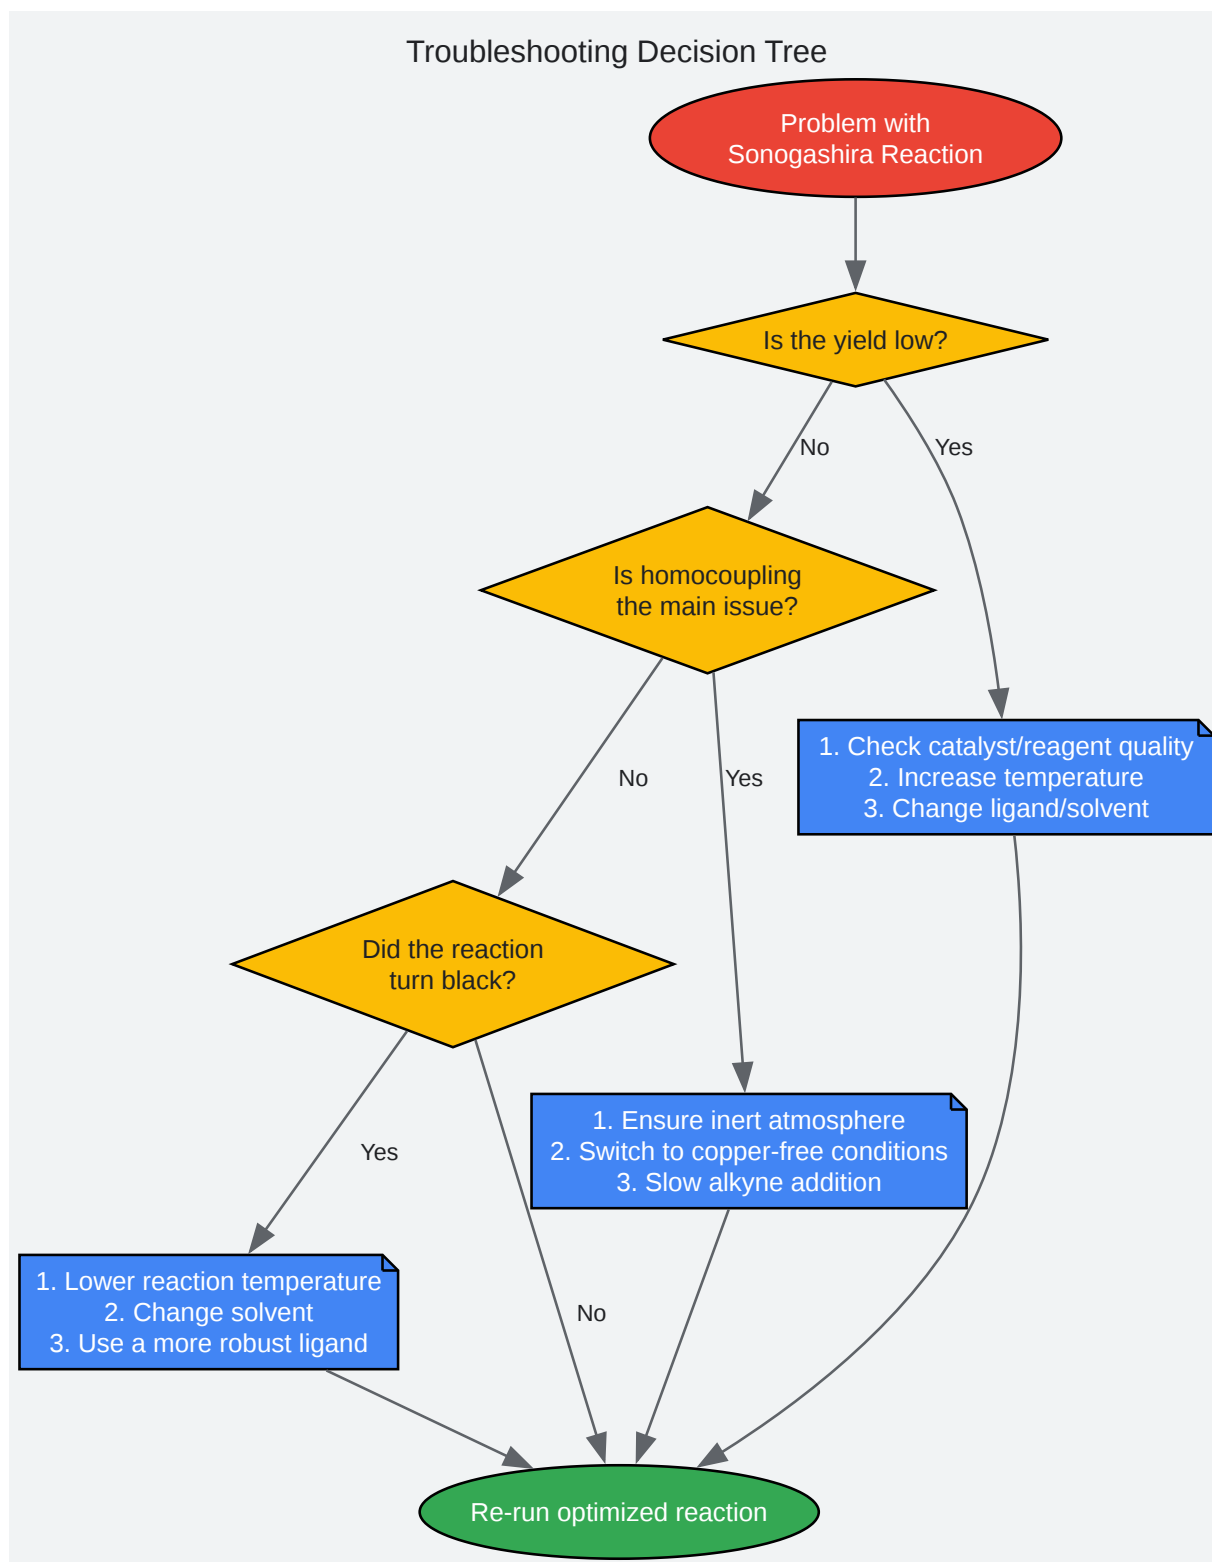 Troubleshooting Decision Tree
Problem with
Sonogashira Reaction
Is the yield low?
No
Yes
Is homocoupling
the main issue?
1. Check catalyst/reagent quality
2. Increase temperature
3. Change ligand/solvent
No
Yes
Did the reaction
turn black?
1. Ensure inert atmosphere
2. Switch to copper-free conditions
3. Slow alkyne addition
Yes
1. Lower reaction temperature
2. Change solvent
3. Use a more robust ligand
No
Re-run optimized reaction